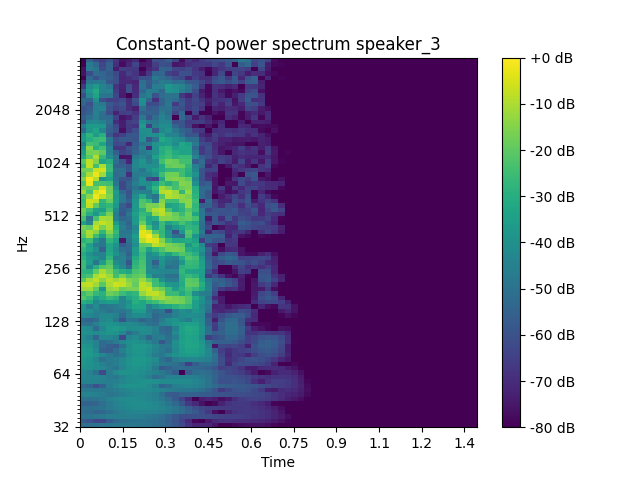 Constant-Q power spectrum speaker_3
+0 dB
2048
-10 dB
1024
-20 dB
512
-30 dB
Hz
-40 dB
256
-50 dB
128
-60 dB
64
-70 dB
32
-80 dB
0 0.15 0.3 0.45 0.6 0.75 0.9 1.1 1.2 1.4
Time